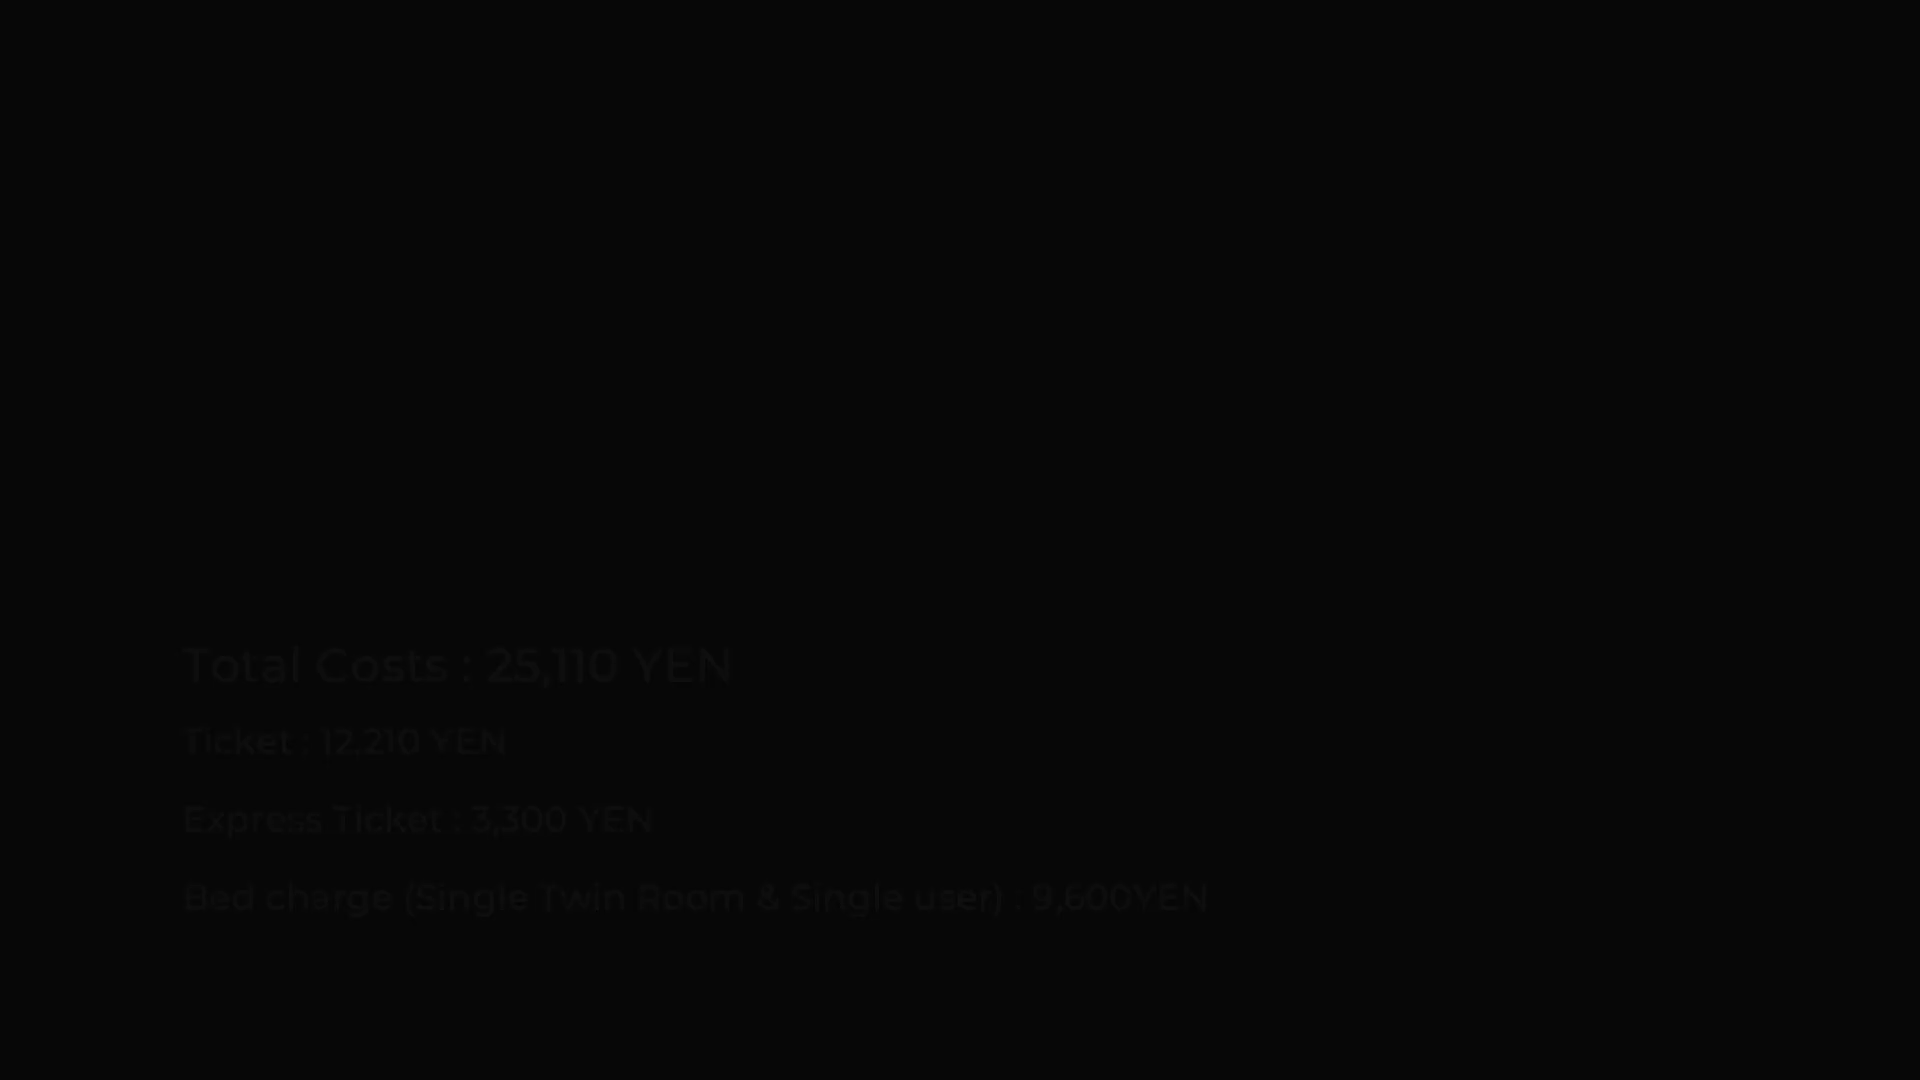 Total Costs : 25,110 YEN
Ticket : 12,210 YEN
Express Ticket : 3,300 YEN
Bed charge (Single Twin Room & Single user) : 9,600YEN